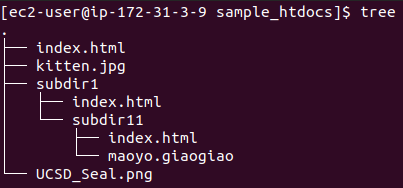 [ec2-user@ip-172-31-3-9 sample_htdocs]$ tree
.
├── index.html
├── kitten.jpg
├── subdir1
│   ├── index.html
│   └── subdir11
│       ├── index.html
│       └── maoyo.giaogiao
└── UCSD_Seal.png